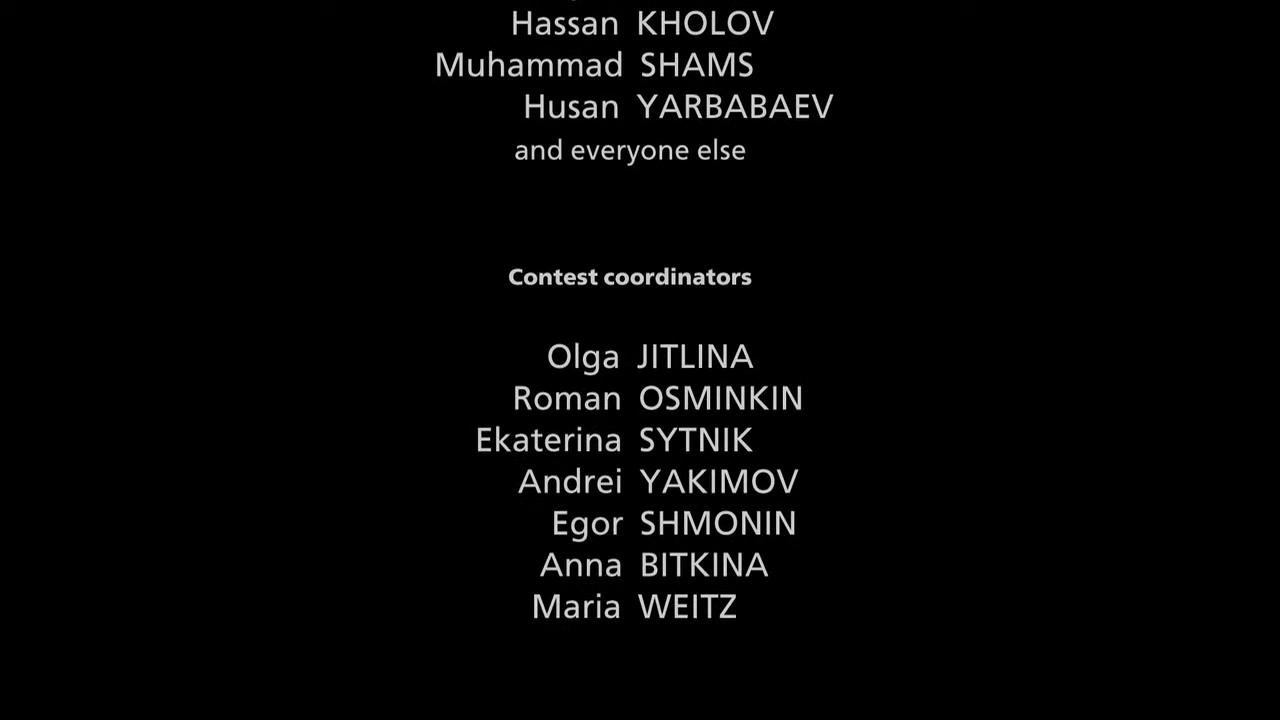 Hassan KHOLOV
Muhammad SHAMS
Husan YARBABAEV
and everyone else
Contest coordinators
Olga JITLINA
Roman OSMINKIN
Ekaterina SYTNIK
Andrei YAKIMOV
Egor SHMONIN
Anna BITKINA
Maria WEITZ